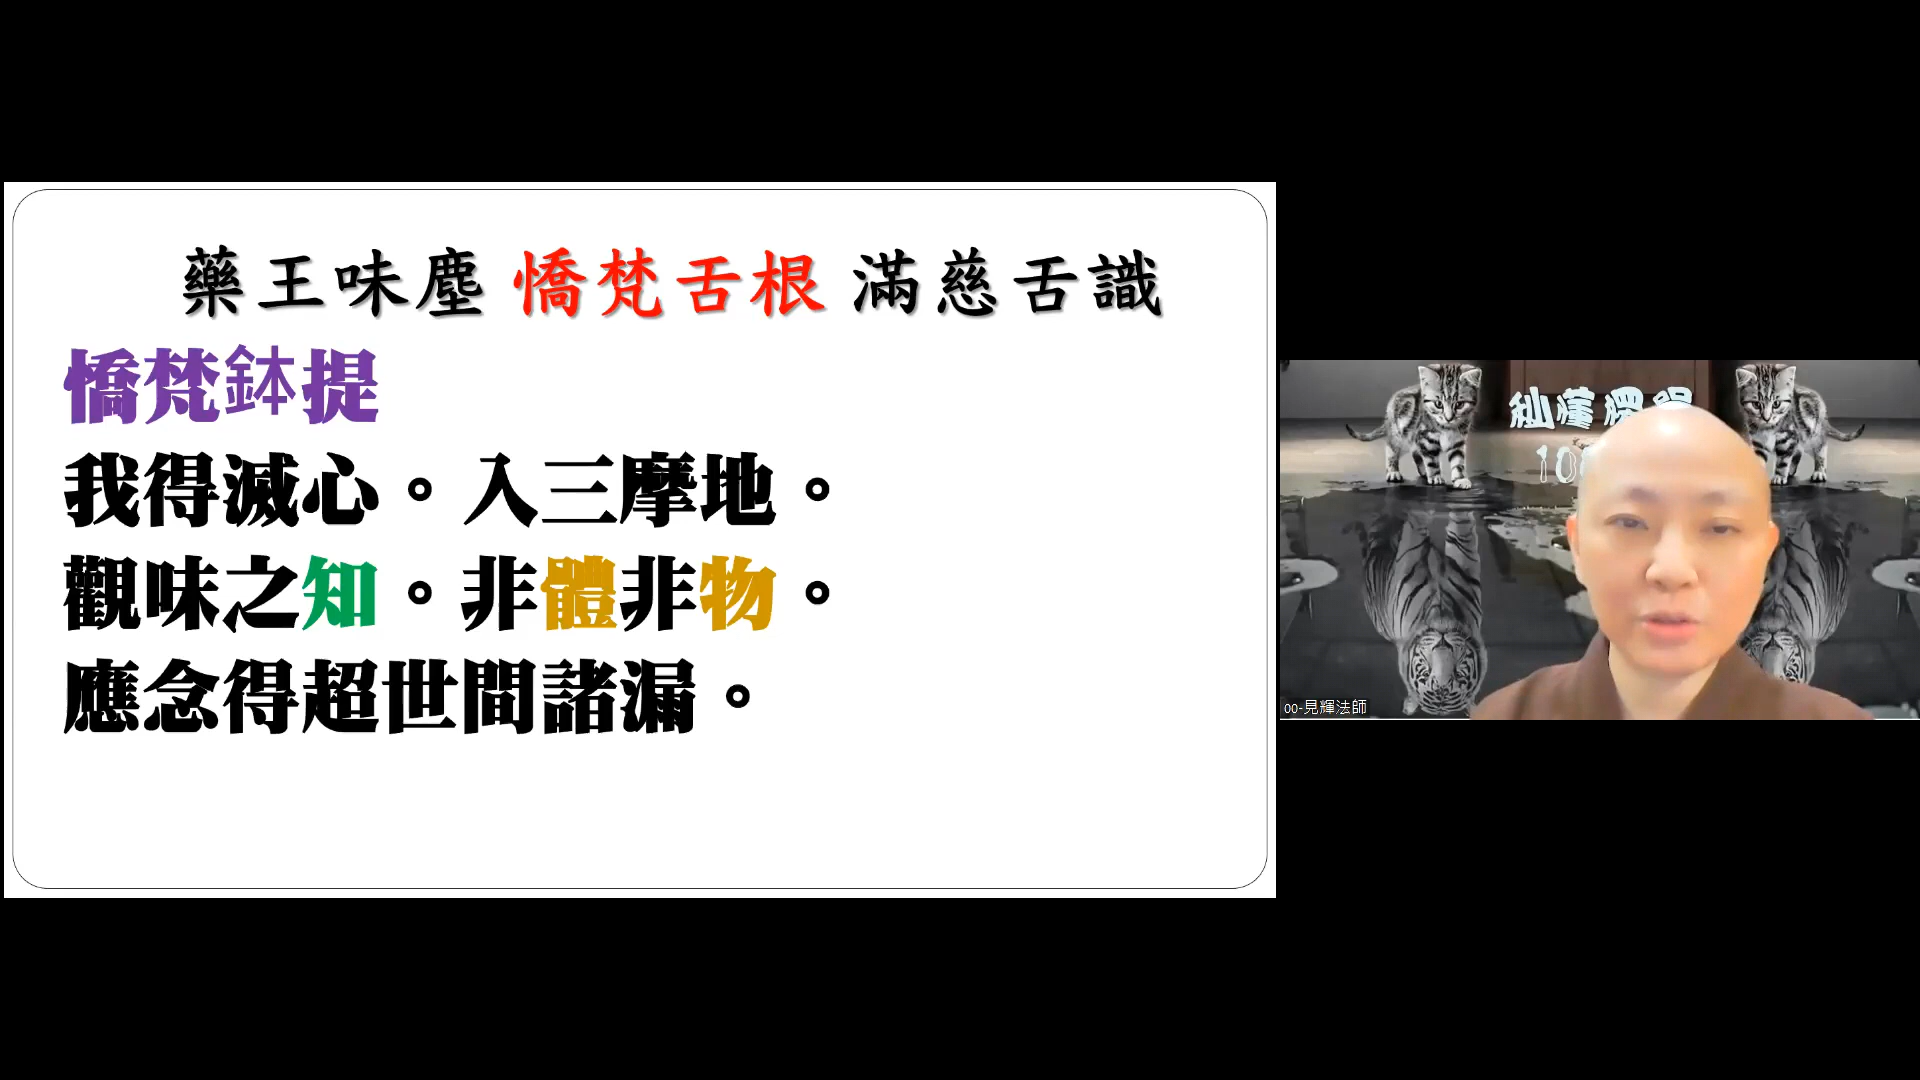 藥王味塵 憍梵舌根 滿慈舌識
憍梵鉢提
我得滅心。入三摩地。
觀味之知。非體非物。
應念得超世間諸漏。
00-見輝法師